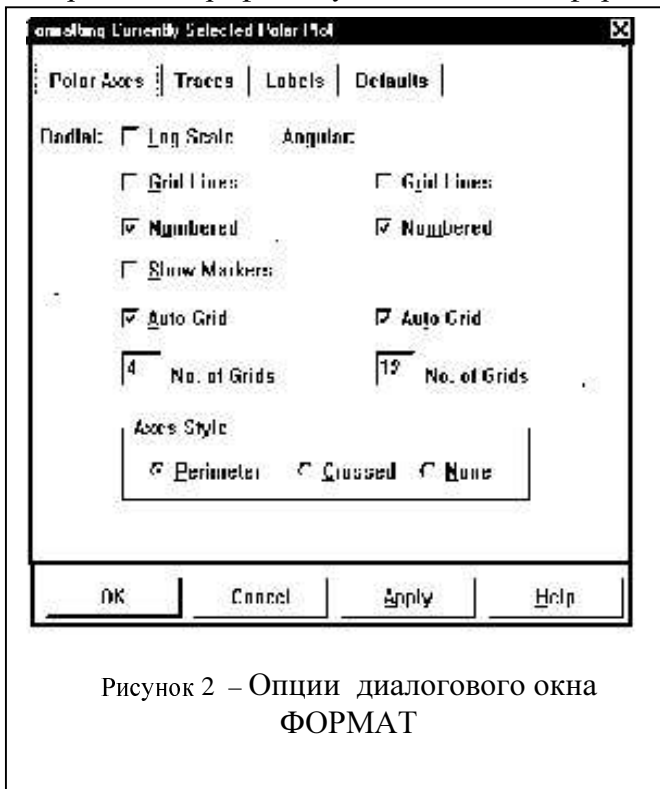 Formatting Currently Selected Polar Plot
Polar Axes Traces Labels Defaults
Radial: Log Scale Angular:
Grid Lines Grid Lines
Numbered Numbered
Show Markers
Auto Grid Auto Grid
4 No. of Grids 12 No. of Grids
Axes Style
Perimeter Crossed None
OK Cancel Apply Help
Рисунок 2 – Опции диалогового окна
ФОРМАТ